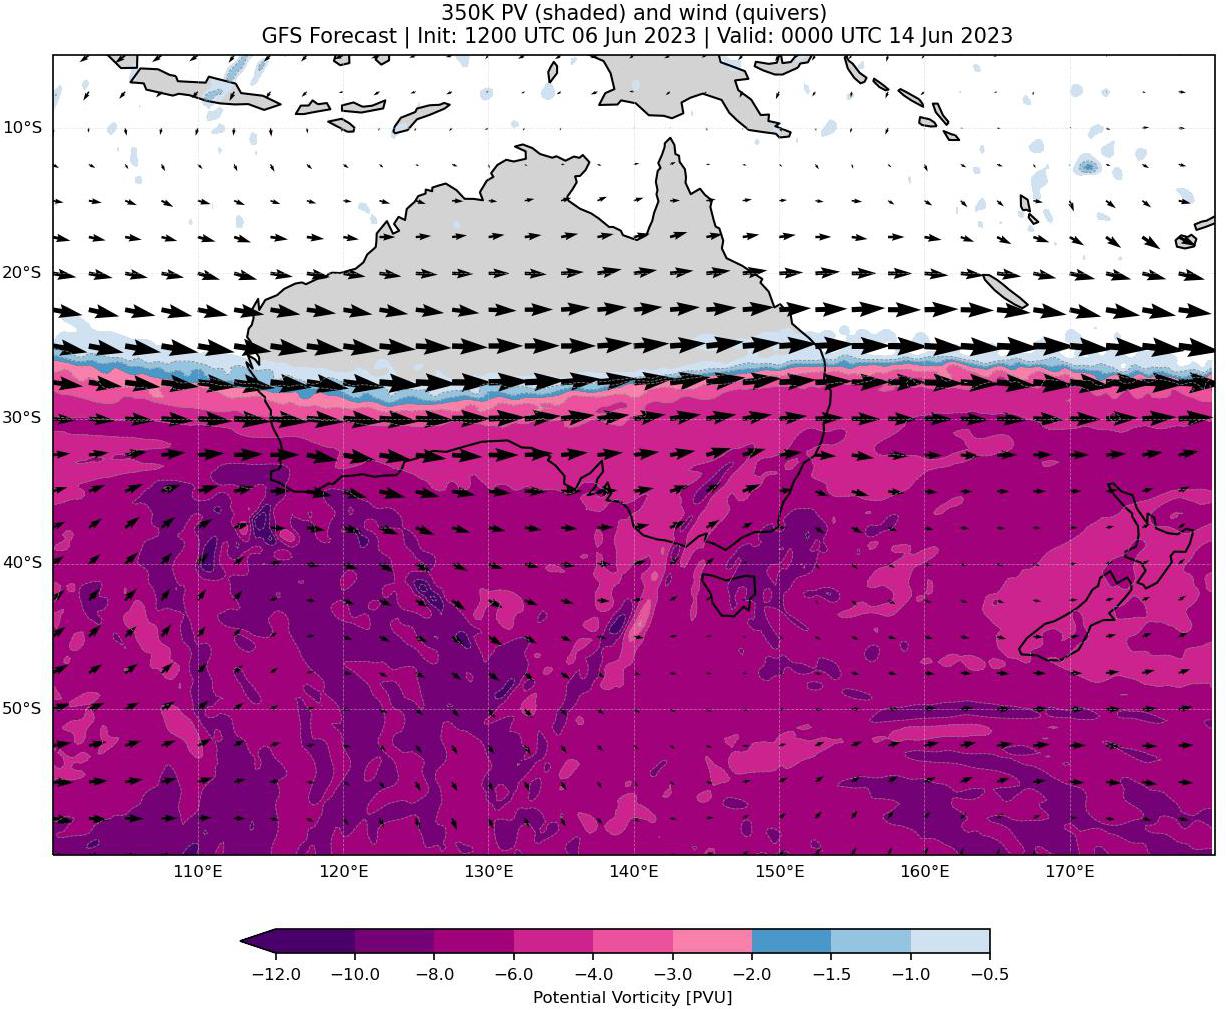 350K PV (shaded) and wind (quivers)
GFS Forecast | Init: 1200 UTC 06 Jun 2023 | Valid: 0000 UTC 14 Jun 2023
10°S
20°S
30°S
40°S
50°S
110°E 120°E 130°E 140°E 150°E 160°E 170°E
−12.0 −10.0 −8.0 −6.0 −4.0 −3.0 −2.0 −1.5 −1.0 −0.5
Potential Vorticity [PVU]